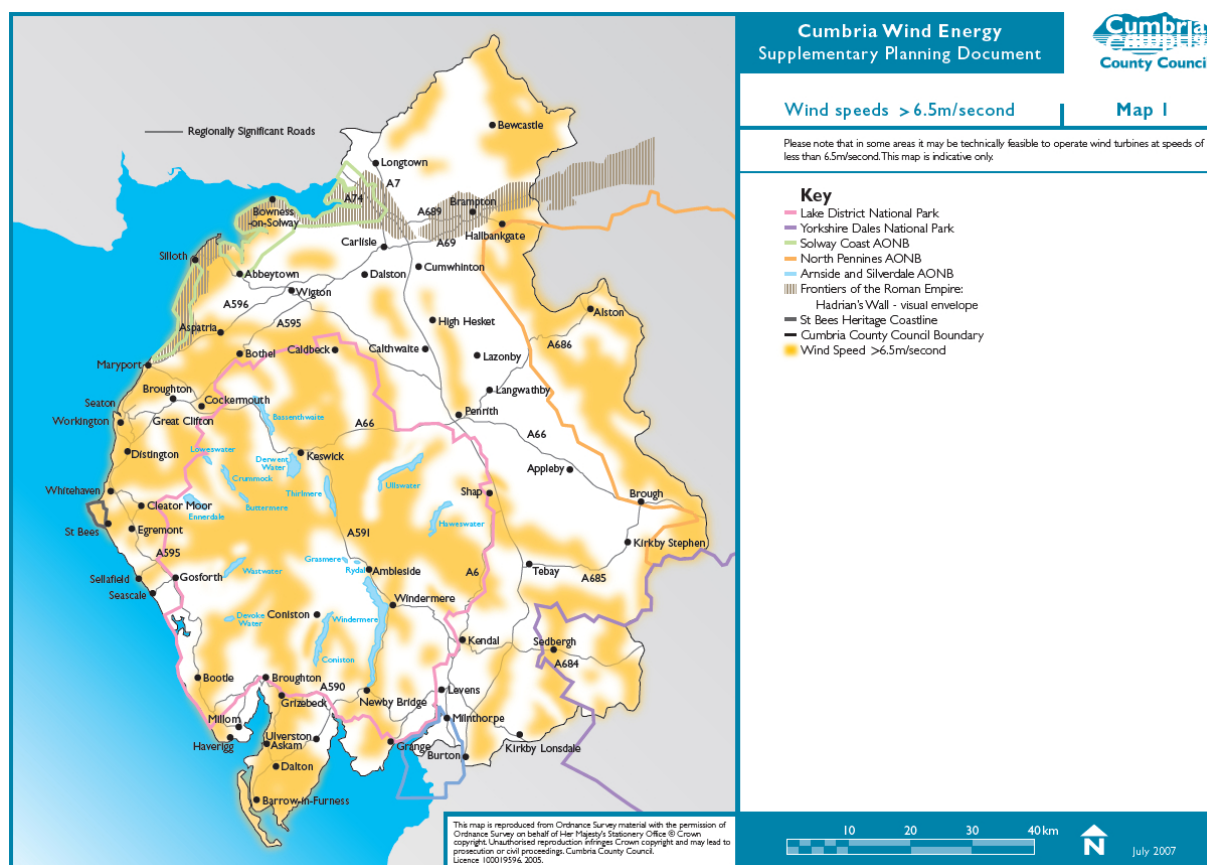 Cumbria Wind Energy
Supplementary Planning Document
Cumbria
County Council
Wind speeds > 6.5m/second
Map 1
Please note that in some areas it may be technically feasible to operate wind turbines at speeds of
less than 6.5m/second. This map is indicative only.
Key
Lake District National Park
Yorkshire Dales National Park
Solway Coast AONB
North Pennines AONB
Arnside and Silverdale AONB
Frontiers of the Roman Empire:
Hadrian's Wall - visual envelope
St Bees Heritage Coastline
Cumbria County Council Boundary
Wind Speed >6.5m/second
Regionally Significant Roads
Bewcastle
Longtown
A7
A74
Bowness
-on-Solway
A689
Brampton
Hallbankgate
Carlisle
A69
Silloth
Abbeytown
Dalston
Cumwhinton
Wigton
A596
Alston
Aspatria
A595
High Hesket
A686
Bothel
Caldbeck
Calthwaite
Lazonby
Maryport
Broughton
Langwathby
Seaton
Cockermouth
Bassenthwaite
Penrith
Workington
Great Clifton
A66
A66
Distington
Loweswater
Derwent
Water
Keswick
Appleby
Crummock
Ullswater
Thirlmere
Whitehaven
Shap
Brough
Cleator Moor
Buttermere
Ennerdale
Haweswater
St Bees
Egremont
A591
Kirkby Stephen
A595
Grasmere
Rydal
Ambleside
A6
Tebay
A685
Sellafield
Gosforth
Wastwater
Seascale
Windermere
Devoke
Water
Coniston
Windermere
Kendal
Sedbergh
A684
Coniston
Bootle
Broughton
A590
Grizebeck
Newby Bridge
Levens
Millom
Milnthorpe
Haverigg
Ulverston
Askam
Grange
Burton
Kirkby Lonsdale
Dalton
Barrow-in-Furness
This map is reproduced from Ordnance Survey material with the permission of
Ordnance Survey on behalf of Her Majesty's Stationery Office © Crown
copyright. Unauthorised reproduction infringes Crown copyright and may lead to
prosecution or civil proceedings. Cumbria County Council.
Licence 100019596, 2005.
10 20 30 40 km
N
July 2007